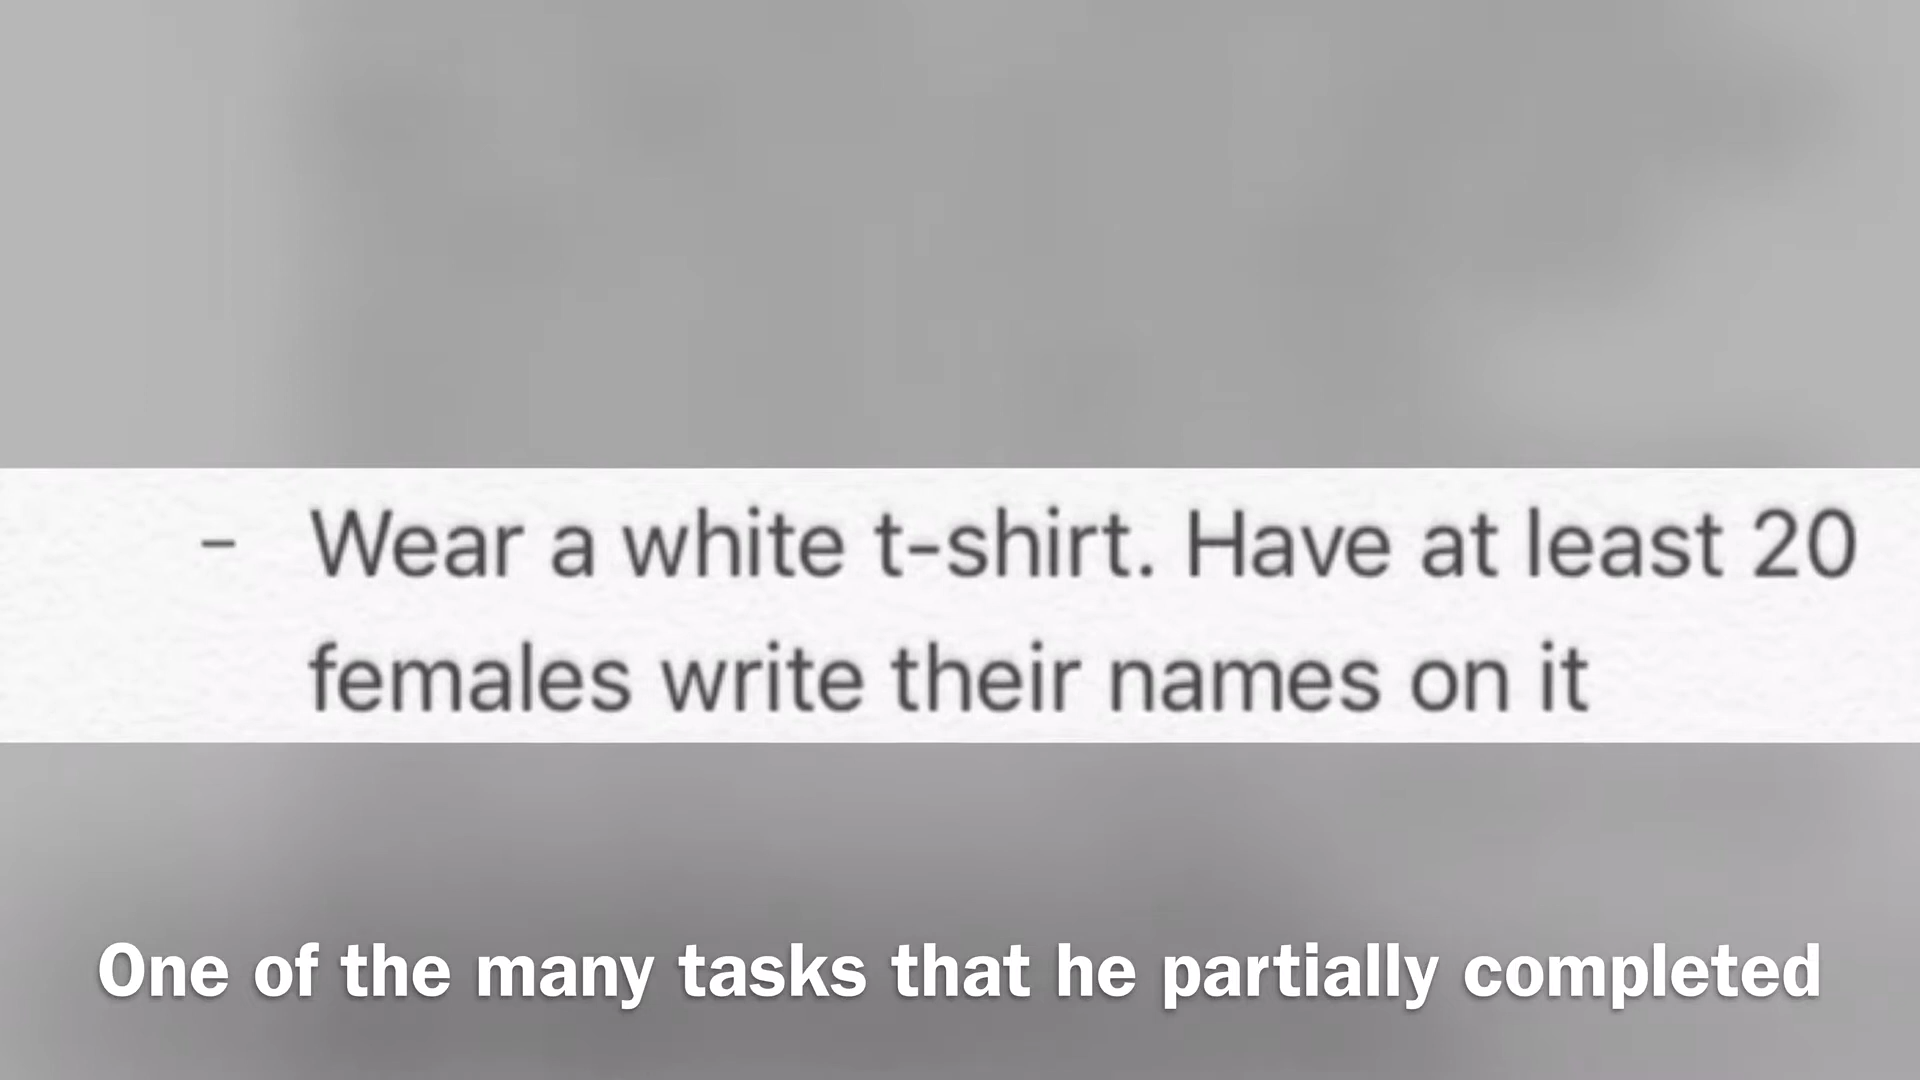 – Wear a white t-shirt. Have at least 20
females write their names on it
One of the many tasks that he partially completed